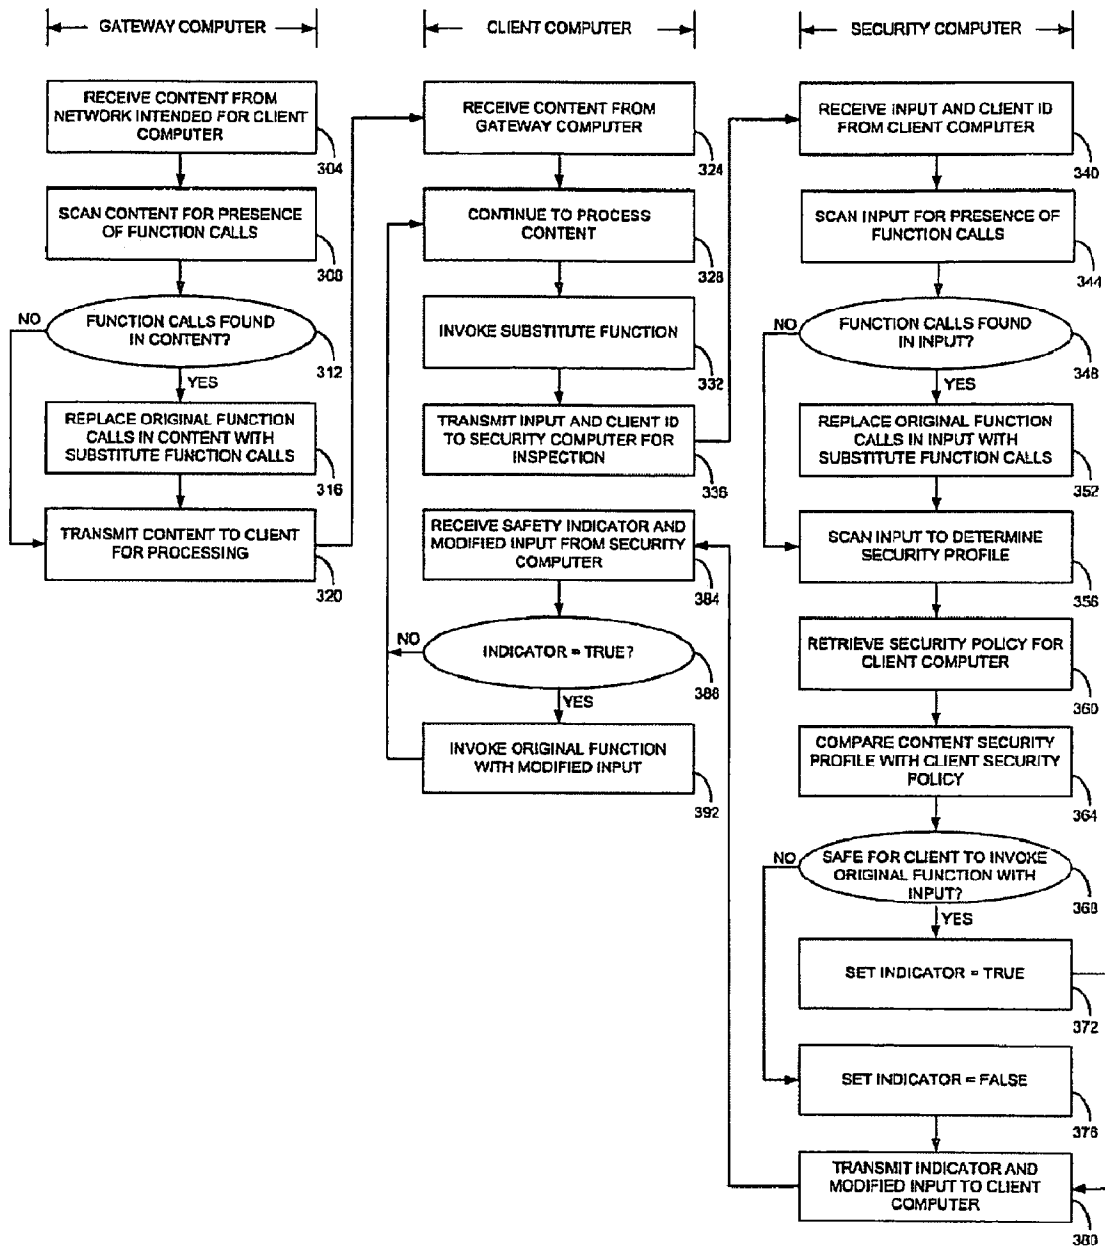 GATEWAY COMPUTER
RECEIVE CONTENT FROM
NETWORK INTENDED FOR CLIENT
COMPUTER
304
SCAN CONTENT FOR PRESENCE
OF FUNCTION CALLS
308
FUNCTION CALLS FOUND
IN CONTENT?
312
NO
YES
REPLACE ORIGINAL FUNCTION
CALLS IN CONTENT WITH
SUBSTITUTE FUNCTION CALLS
316
TRANSMIT CONTENT TO CLIENT
FOR PROCESSING
320
CLIENT COMPUTER
RECEIVE CONTENT FROM
GATEWAY COMPUTER
324
CONTINUE TO PROCESS
CONTENT
328
INVOKE SUBSTITUTE FUNCTION
332
TRANSMIT INPUT AND CLIENT ID
TO SECURITY COMPUTER FOR
INSPECTION
336
RECEIVE SAFETY INDICATOR AND
MODIFIED INPUT FROM SECURITY
COMPUTER
384
NO
INDICATOR = TRUE?
388
YES
INVOKE ORIGINAL FUNCTION
WITH MODIFIED INPUT
392
SECURITY COMPUTER
RECEIVE INPUT AND CLIENT ID
FROM CLIENT COMPUTER
340
SCAN INPUT FOR PRESENCE OF
FUNCTION CALLS
344
NO
FUNCTION CALLS FOUND
IN INPUT?
348
YES
REPLACE ORIGINAL FUNCTION
CALLS IN INPUT WITH
SUBSTITUTE FUNCTION CALLS
352
SCAN INPUT TO DETERMINE
SECURITY PROFILE
356
RETRIEVE SECURITY POLICY FOR
CLIENT COMPUTER
360
COMPARE CONTENT SECURITY
PROFILE WITH CLIENT SECURITY
POLICY
364
NO
SAFE FOR CLIENT TO INVOKE
ORIGINAL FUNCTION WITH
INPUT?
368
YES
SET INDICATOR = TRUE
372
SET INDICATOR = FALSE
376
TRANSMIT INDICATOR AND
MODIFIED INPUT TO CLIENT
COMPUTER
380